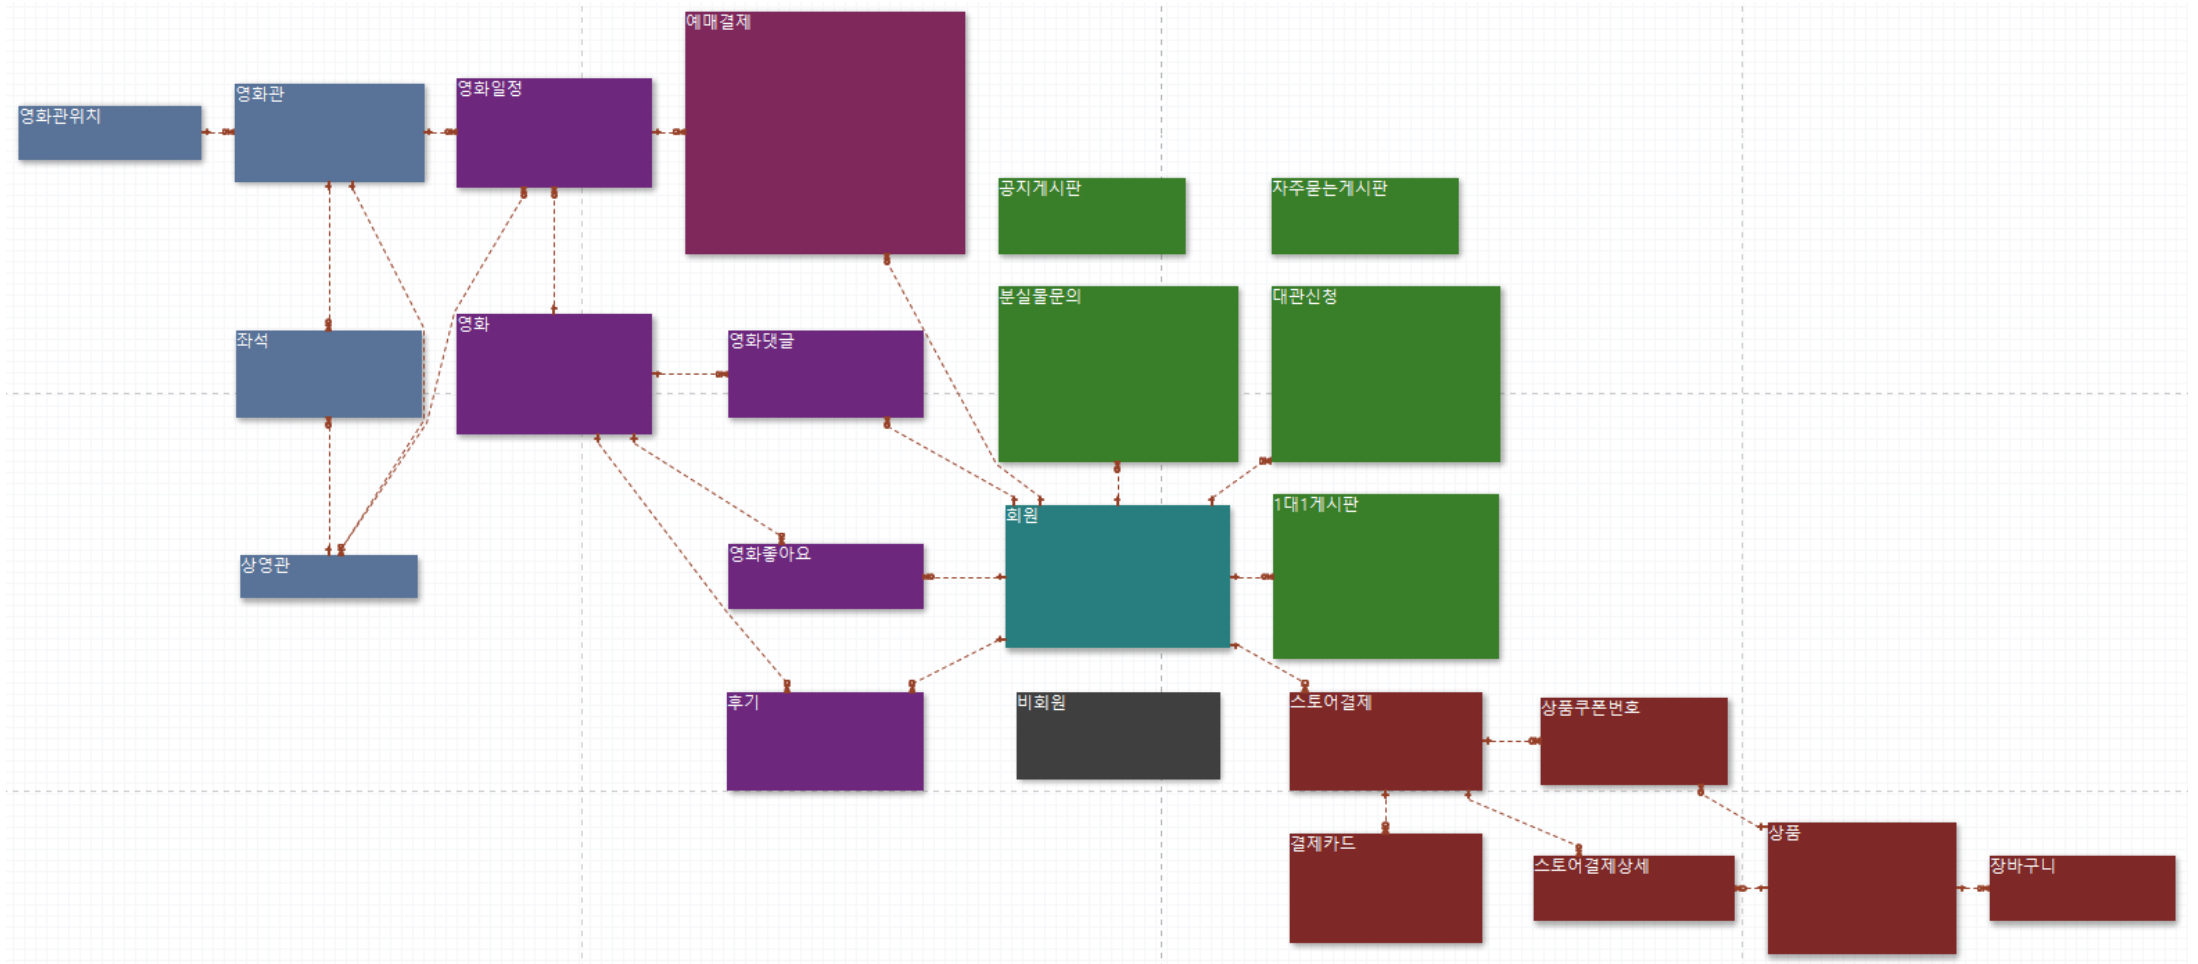 예매결제
영화관위치
영화관
영화일정
공지게시판
자주묻는게시판
분실물문의
대관신청
좌석
영화
영화댓글
회원
1대1게시판
상영관
영화좋아요
후기
비회원
스토어결제
상품쿠폰번호
결제카드
스토어결제상세
상품
장바구니